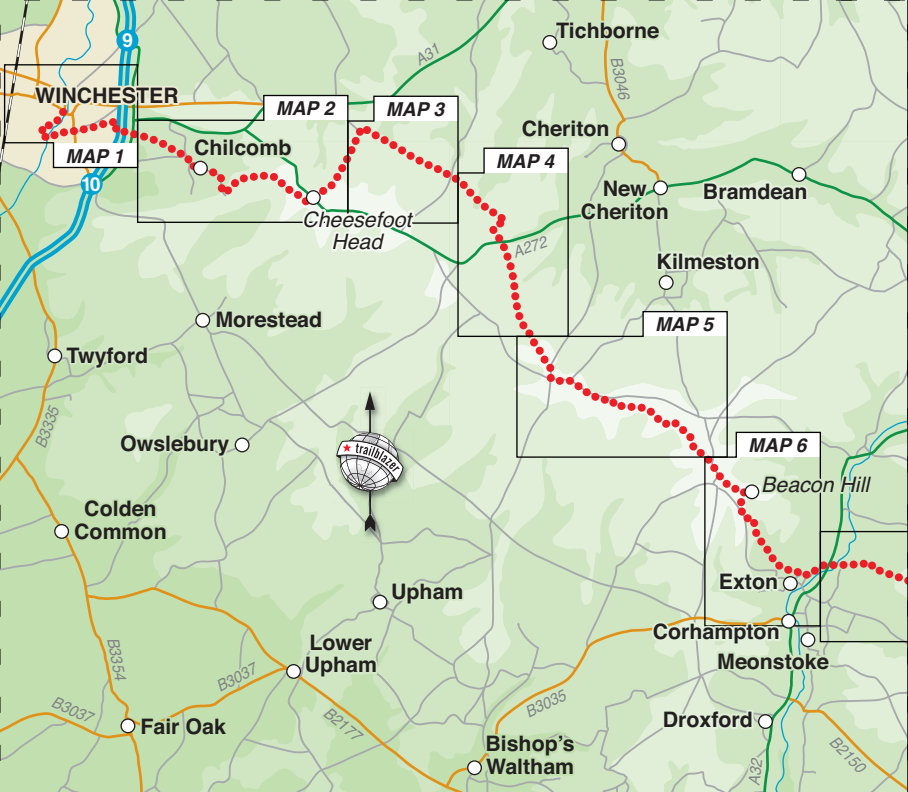 Tichborne
9
A31
B3046
WINCHESTER
MAP 2
MAP 3
Cheriton
MAP 1
Chilcomb
MAP 4
10
New
Cheriton
Bramdean
Cheesefoot
Head
A272
Kilmeston
Morestead
MAP 5
Twyford
B3335
Owslebury
trailblazer
MAP 6
Beacon Hill
Colden
Common
Exton
Upham
Corhampton
Lower
Upham
Meonstoke
B3354
B3037
B3037
B3035
Fair Oak
B2177
Droxford
Bishop's
Waltham
A32
B2150